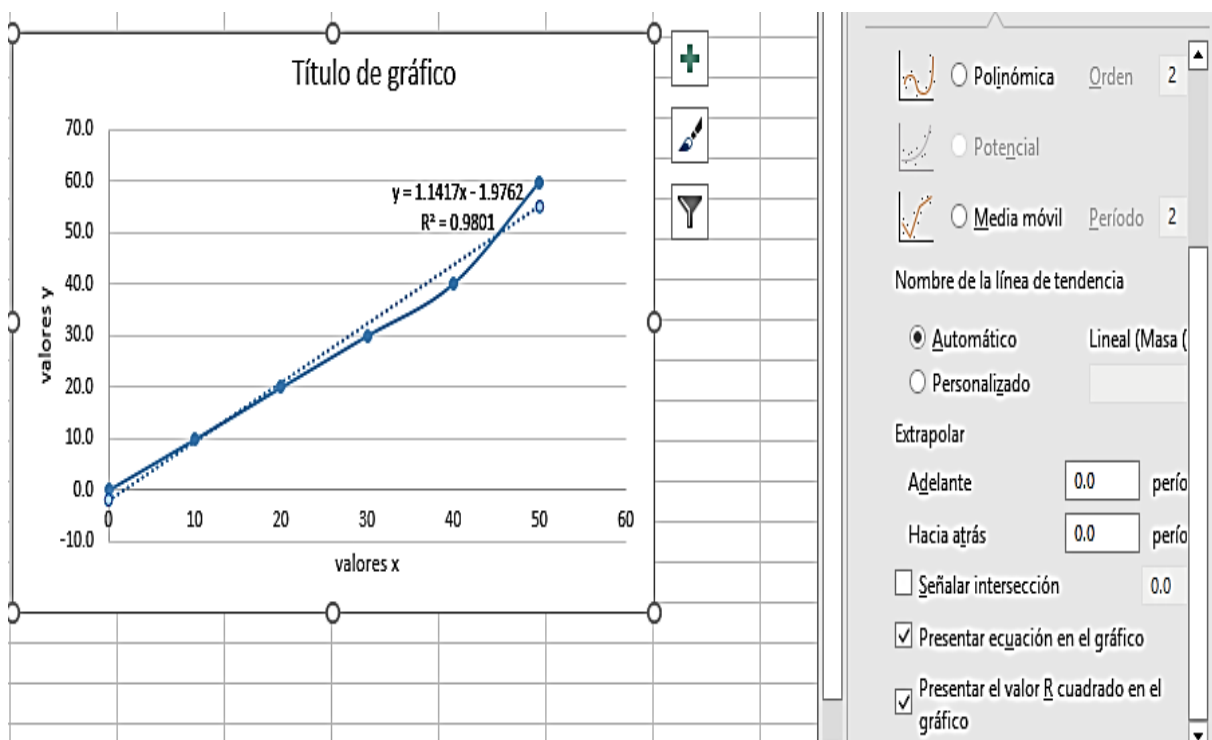 Título de gráfico
70.0
60.0
50.0
40.0
30.0
20.0
10.0
0.0
-10.0
valores y
y = 1.1417x - 1.9762
R² = 0.9801
0 10 20 30 40 50 60
valores x
Polinómica Orden 2
Potencial
Media móvil Período 2
Nombre de la línea de tendencia
Automático Lineal (Masa (
Personalizado
Extrapolar
Adelante 0.0 perío
Hacia atrás 0.0 perío
Señalar intersección 0.0
Presentar ecuación en el gráfico
Presentar el valor R cuadrado en el
gráfico